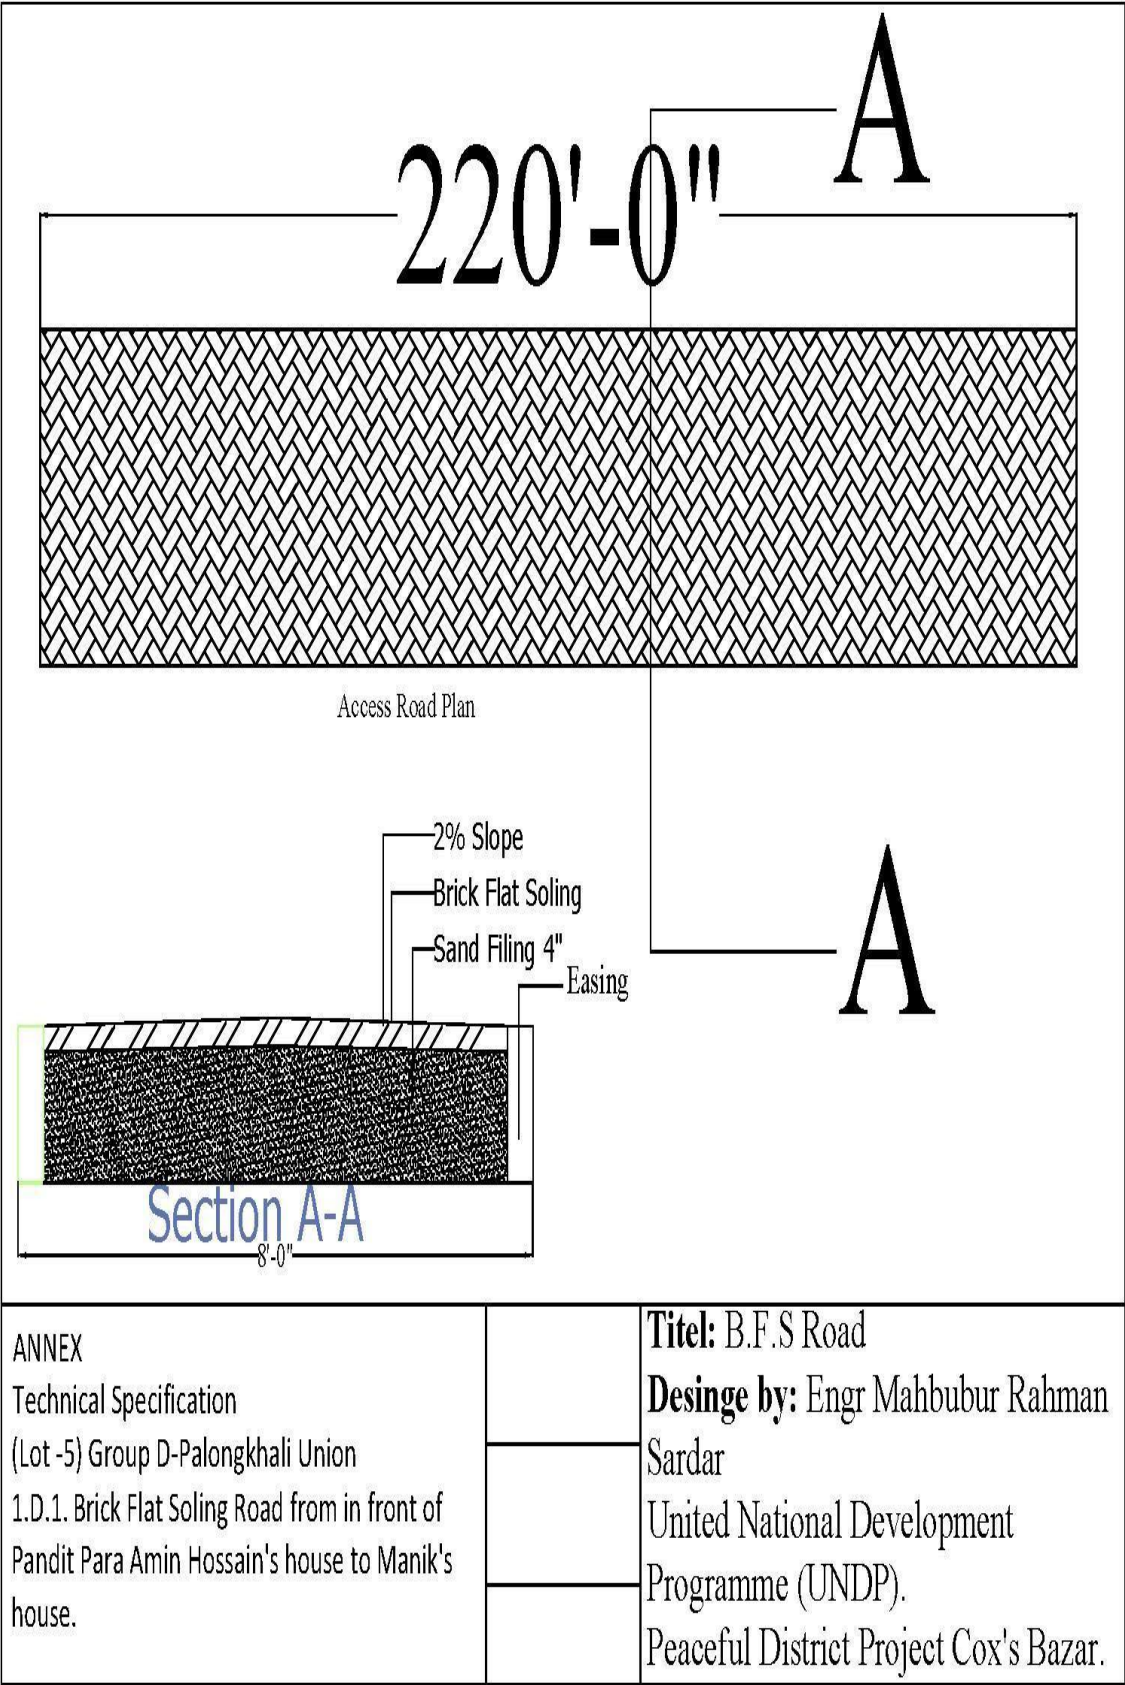 A
220'-0"
Access Road Plan
2% Slope
Brick Flat Soling
Sand Filing 4"
Easing
A
Section A-A
8'-0"
ANNEX
Technical Specification
(Lot -5) Group D-Palongkhali Union
1.D.1. Brick Flat Soling Road from in front of
Pandit Para Amin Hossain's house to Manik's
house.
Titel: B.F.S Road
Desinge by: Engr Mahbubur Rahman
Sardar
United National Development
Programme (UNDP).
Peaceful District Project Cox's Bazar.